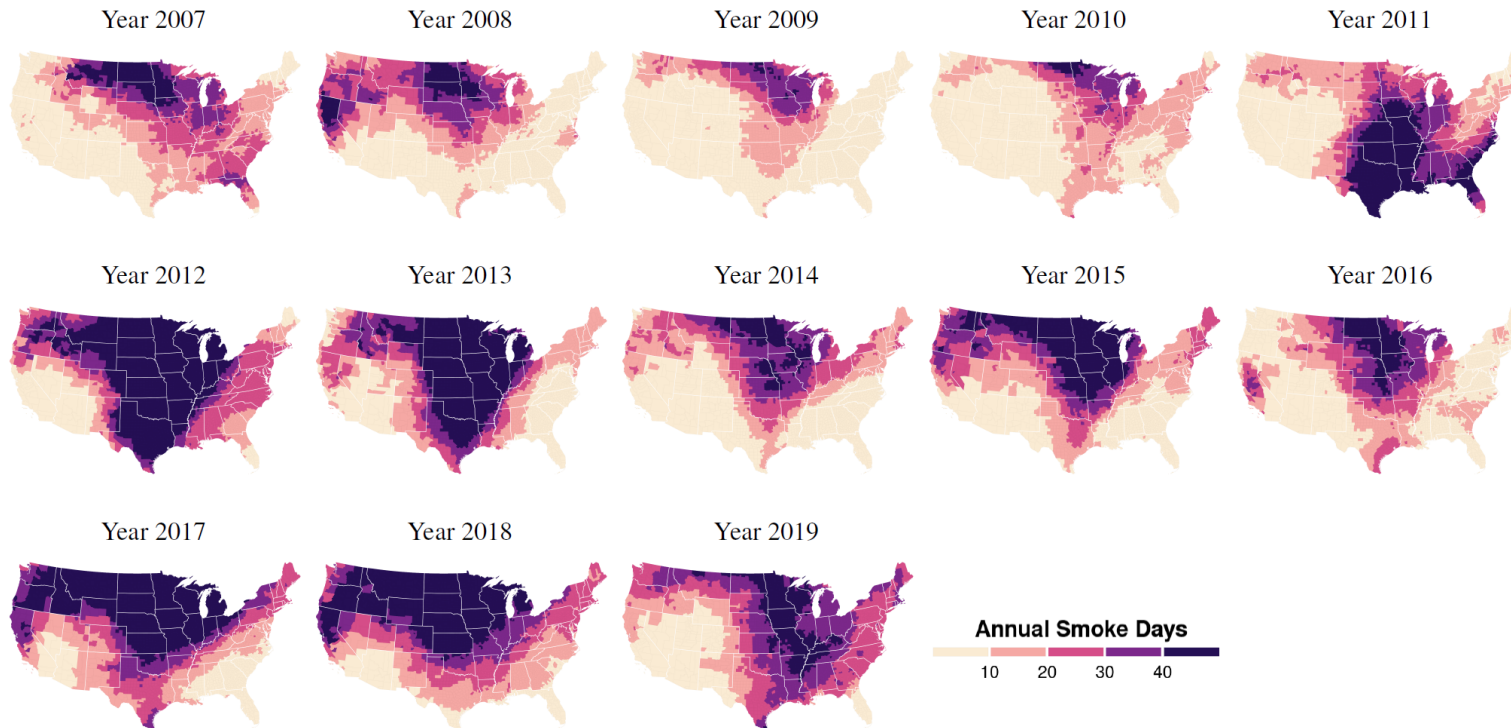 Year 2007
Year 2008
Year 2009
Year 2010
Year 2011
Year 2012
Year 2013
Year 2014
Year 2015
Year 2016
Year 2017
Year 2018
Year 2019
Annual Smoke Days
10 20 30 40